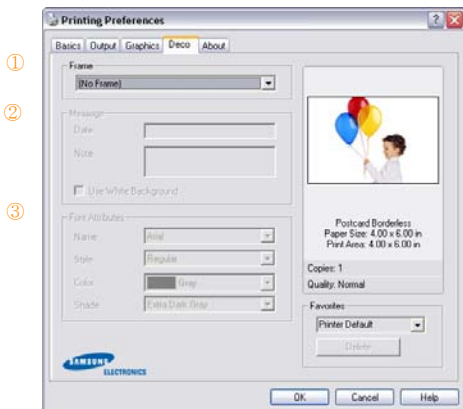 Printing Preferences
Basics Output Graphics Deco About
①
Frame
(No Frame)
②
Message
Date
Note
Use White Background
③
Font Attributes
Name Arial
Style Regular
Color Gray
Shade Extra Dark Gray
Postcard Borderless
Paper Size: 4.00 x 6.00 in
Print Area: 4.00 x 6.00 in
Copies: 1
Quality: Normal
Favorites
Printer Default
Delete
SAMSUNG
ELECTRONICS
OK Cancel Help